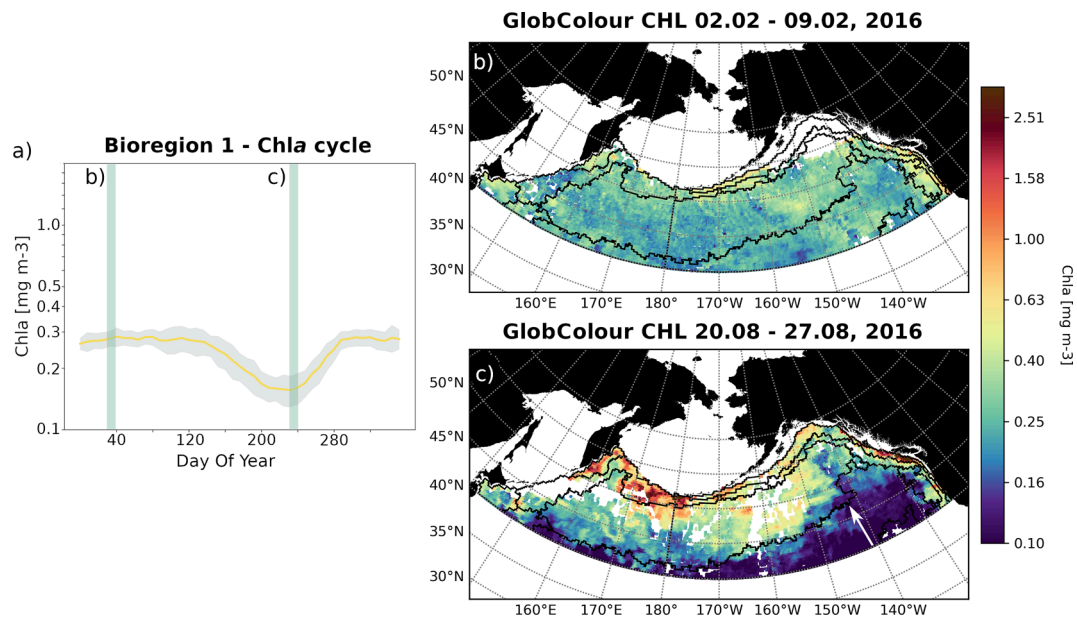 a)
Bioregion 1 - Chla cycle
b)
c)
Chla [mg m-3]
1.0
0.5
0.4
0.3
0.2
0.1
40
120
200
280
Day Of Year
GlobColour CHL 02.02 - 09.02, 2016
b)
50°N
45°N
40°N
35°N
30°N
160°E
170°E
180°
170°W
160°W
150°W
140°W
GlobColour CHL 20.08 - 27.08, 2016
c)
50°N
45°N
40°N
35°N
30°N
160°E
170°E
180°
170°W
160°W
150°W
140°W
2.51
1.58
1.00
0.63
0.40
0.25
0.16
0.10
Chla [mg m-3]